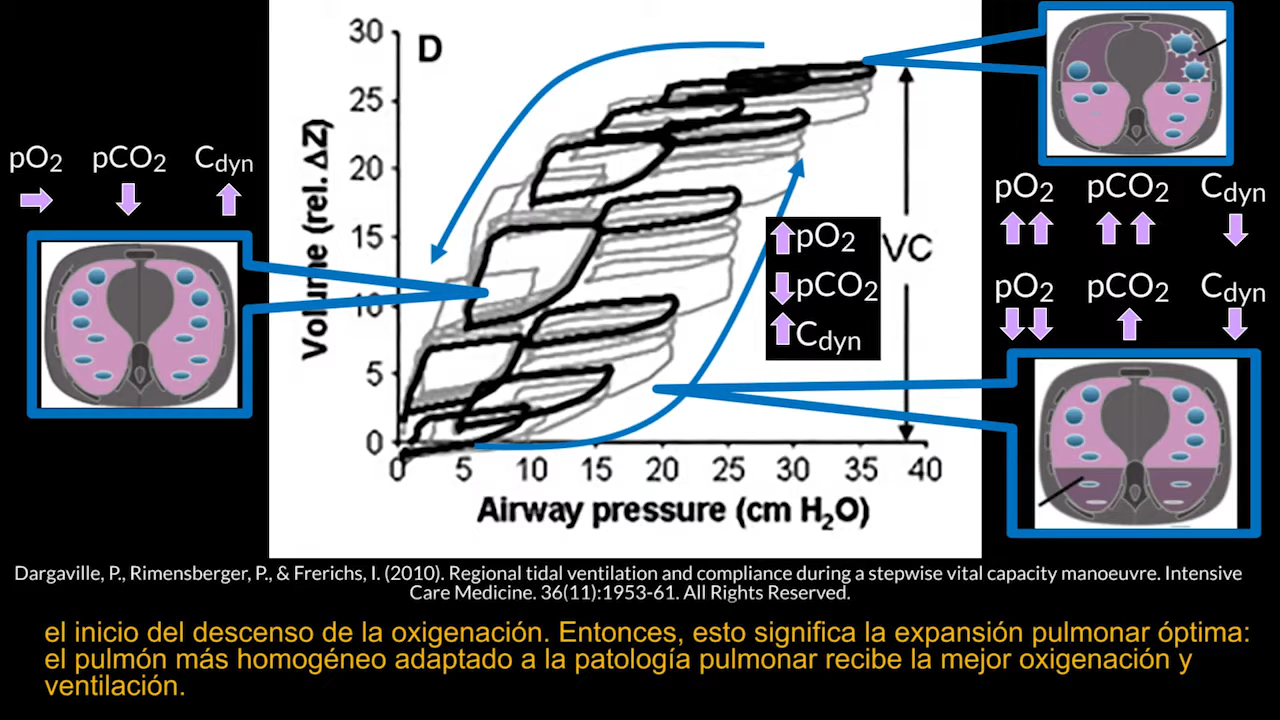 D
30
25
20
15
10
5
0
Volume (rel. ΔZ)
0 5 10 15 20 25 30 35 40
Airway pressure (cm H₂O)
VC
pO₂ pCO₂ Cdyn
pO₂
pCO₂
Cdyn
pO₂ pCO₂ Cdyn
pO₂ pCO₂ Cdyn
Dargaville, P., Rimensberger, P., & Frerichs, I. (2010). Regional tidal ventilation and compliance during a stepwise vital capacity manoeuvre. Intensive
Care Medicine. 36(11):1953-61. All Rights Reserved.
el inicio del descenso de la oxigenación. Entonces, esto significa la expansión pulmonar óptima:
el pulmón más homogéneo adaptado a la patología pulmonar recibe la mejor oxigenación y
ventilación.